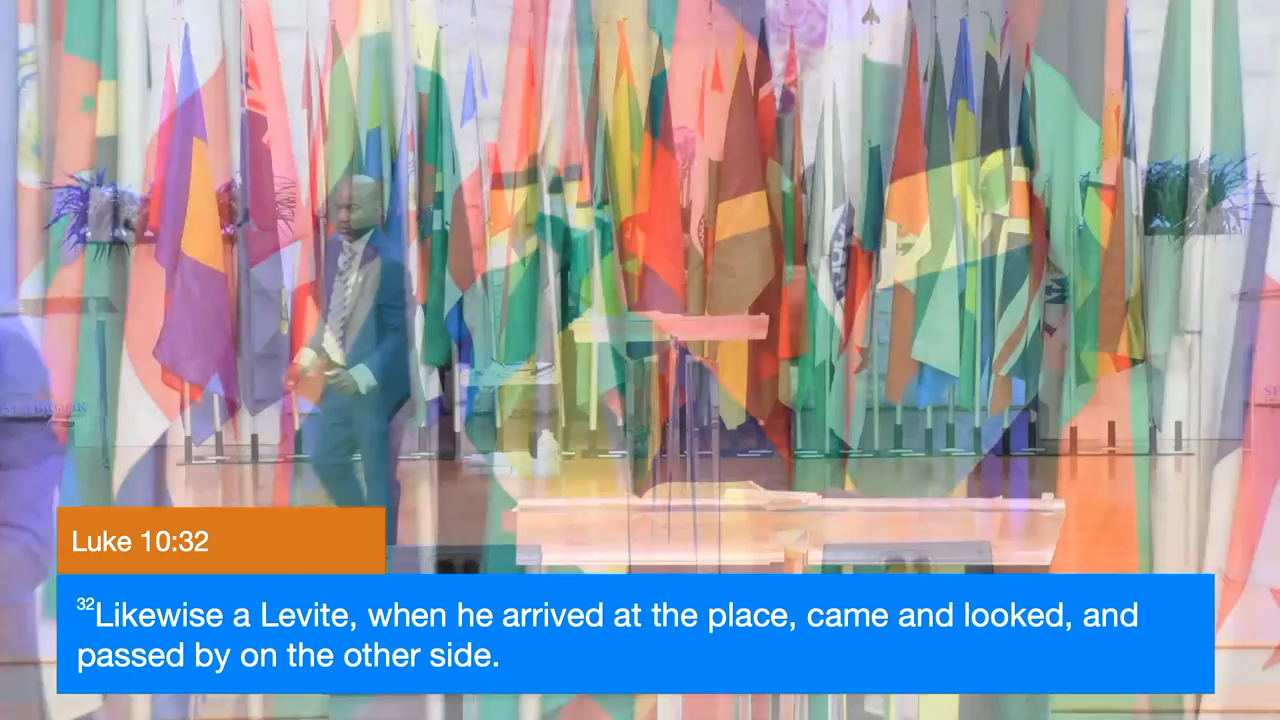 Luke 10:32
32Likewise a Levite, when he arrived at the place, came and looked, and
passed by on the other side.